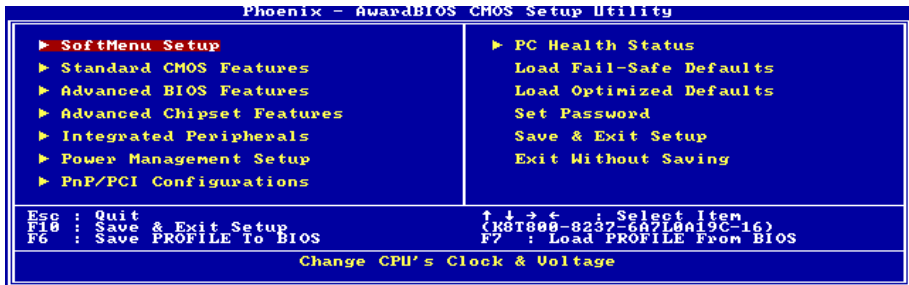 Phoenix - AwardBIOS CMOS Setup Utility
► SoftMenu Setup
► Standard CMOS Features
► Advanced BIOS Features
► Advanced Chipset Features
► Integrated Peripherals
► Power Management Setup
► PnP/PCI Configurations
► PC Health Status
Load Fail-Safe Defaults
Load Optimized Defaults
Set Password
Save & Exit Setup
Exit Without Saving
Esc : Quit
F10 : Save & Exit Setup
F6 : Save PROFILE To BIOS
↑ ↓ → ← : Select Item
(K8T800-8237-6A7L0A19C-16)
F7 : Load PROFILE From BIOS
Change CPU's Clock & Voltage